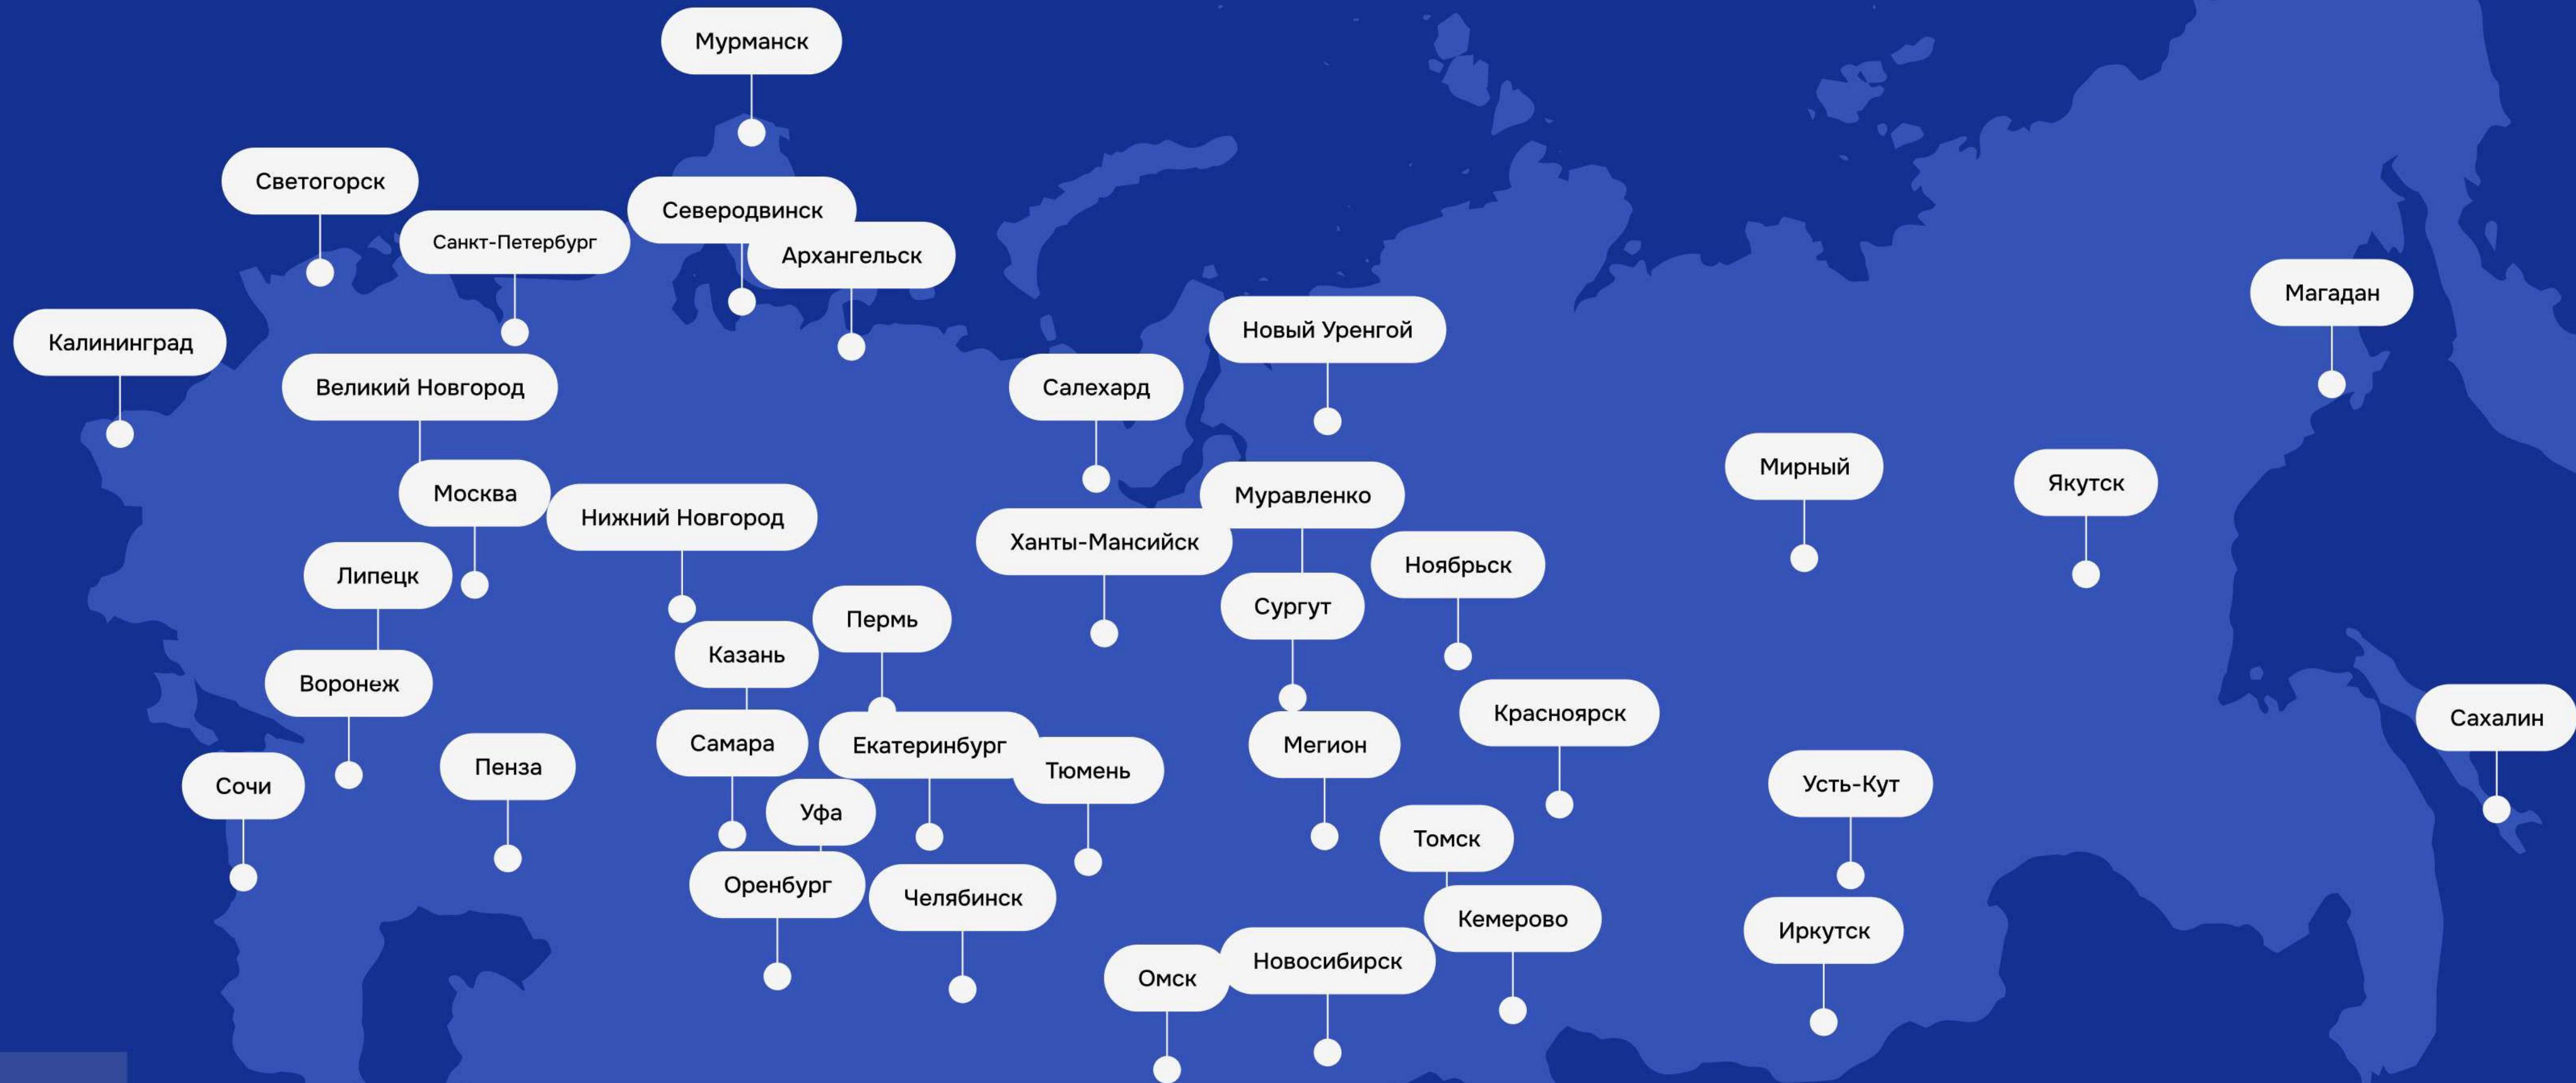 Мурманск
Светогорск
Северодвинск
Санкт-Петербург
Архангельск
Магадан
Новый Уренгой
Калининград
Великий Новгород
Салехард
Мирный
Якутск
Москва
Муравленко
Нижний Новгород
Ханты-Мансийск
Ноябрьск
Липецк
Сургут
Пермь
Казань
Воронеж
Красноярск
Сахалин
Самара
Екатеринбург
Мегион
Пенза
Тюмень
Сочи
Усть-Кут
Уфа
Томск
Оренбург
Челябинск
Кемерово
Иркутск
Новосибирск
Омск